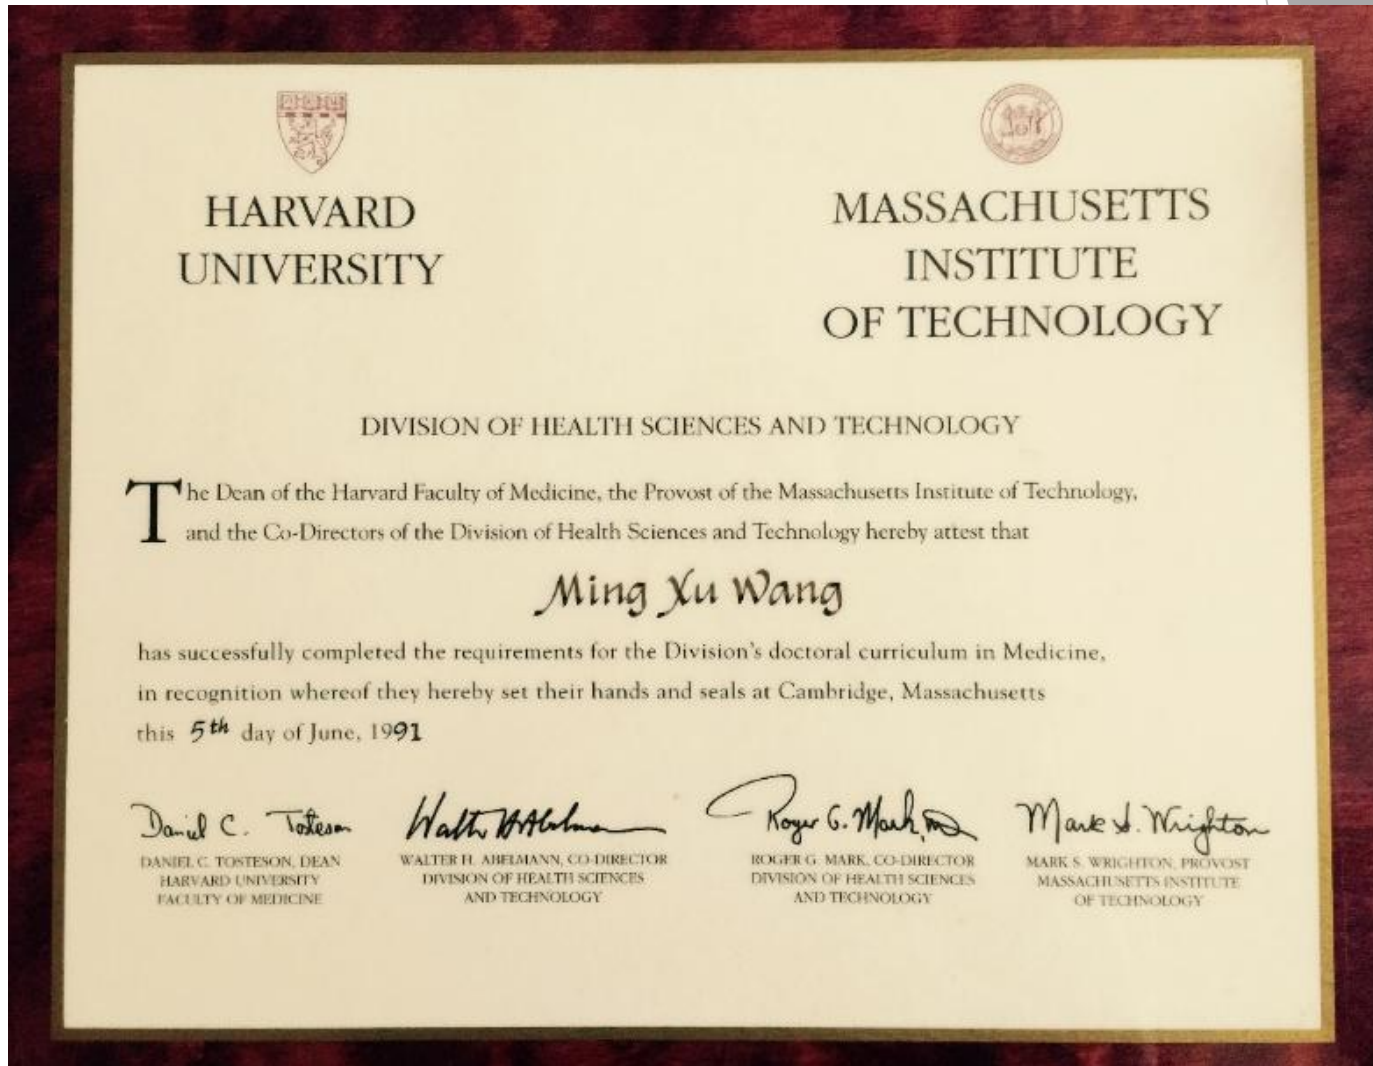 HARVARD
UNIVERSITY
MASSACHUSETTS
INSTITUTE
OF TECHNOLOGY
DIVISION OF HEALTH SCIENCES AND TECHNOLOGY
The Dean of the Harvard Faculty of Medicine, the Provost of the Massachusetts Institute of Technology,
and the Co-Directors of the Division of Health Sciences and Technology hereby attest that
Ming Xu Wang
has successfully completed the requirements for the Division's doctoral curriculum in Medicine,
in recognition whereof they hereby set their hands and seals at Cambridge, Massachusetts
this 5th day of June, 1991
Daniel C. Tosteson
DANIEL C. TOSTESON, DEAN
HARVARD UNIVERSITY
FACULTY OF MEDICINE
Walter H Abelmann
WALTER H. ABELMANN, CO-DIRECTOR
DIVISION OF HEALTH SCIENCES
AND TECHNOLOGY
Roger G. Mark, MD
ROGER G. MARK, CO-DIRECTOR
DIVISION OF HEALTH SCIENCES
AND TECHNOLOGY
Mark S. Wrighton
MARK S. WRIGHTON, PROVOST
MASSACHUSETTS INSTITUTE
OF TECHNOLOGY